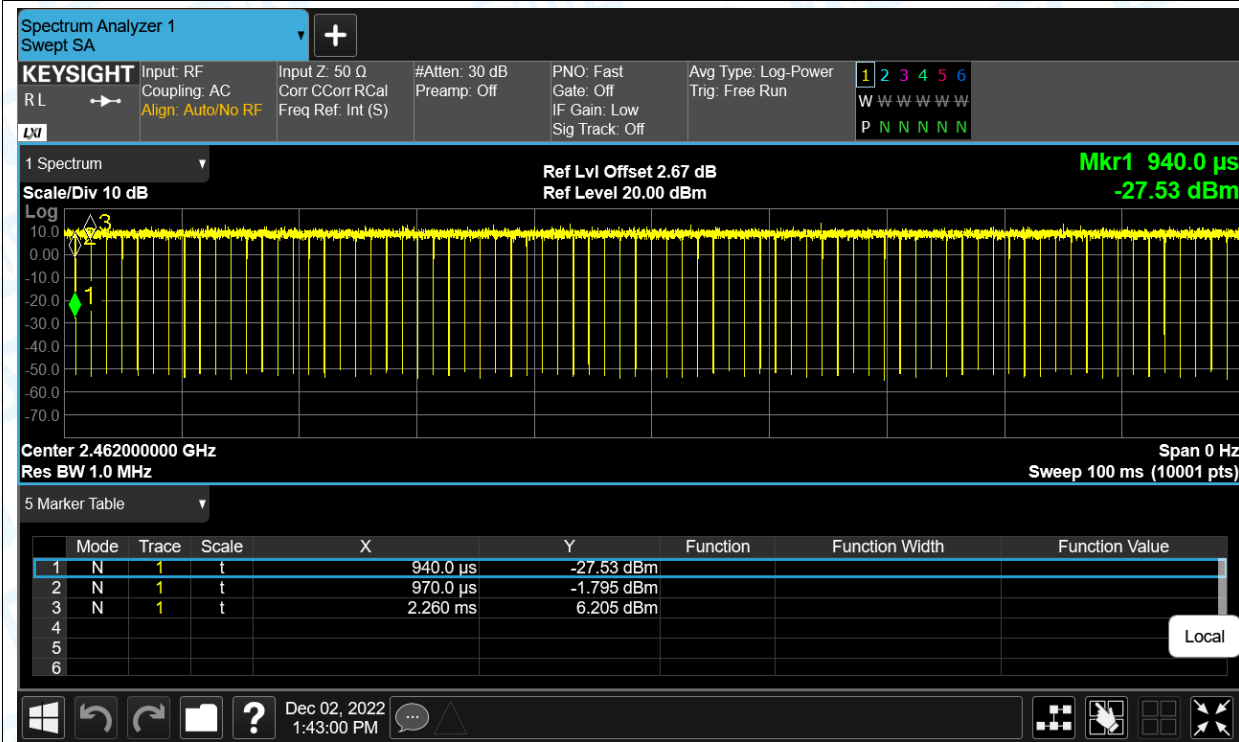 Spectrum Analyzer 1
Swept SA
KEYSIGHT Input: RF Input Z: 50 Ω #Atten: 30 dB PNO: Fast Avg Type: Log-Power 1 2 3 4 5 6
R L Coupling: AC Corr CCorr RCal Preamp: Off Gate: Off Trig: Free Run W W W W W W
Align: Auto/No RF Freq Ref: Int (S) IF Gain: Low
LXI Sig Track: Off P N N N N N
1 Spectrum Ref Lvl Offset 2.67 dB Mkr1 940.0 µs
Scale/Div 10 dB Ref Level 20.00 dBm -27.53 dBm
Log
3
10.0
2
0.00
-10.0
-20.0
1
-30.0
-40.0
-50.0
-60.0
-70.0
Center 2.462000000 GHz Span 0 Hz
Res BW 1.0 MHz Sweep 100 ms (10001 pts)
5 Marker Table
Mode Trace Scale X Y Function Function Width Function Value
1 N 1 t 940.0 µs -27.53 dBm
2 N 1 t 970.0 µs -1.795 dBm
3 N 1 t 2.260 ms 6.205 dBm
4
5
6
Local
? Dec 02, 2022
1:43:00 PM